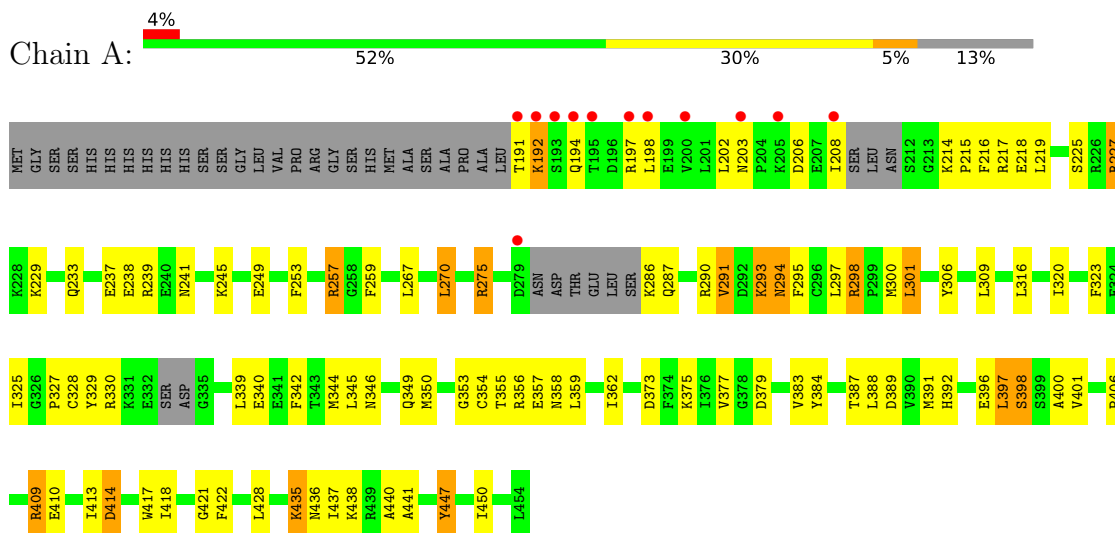 4%
Chain A:
52% 30% 5% 13%
MET GLY SER SER HIS HIS HIS HIS HIS HIS SER SER GLY LEU VAL PRO ARG GLY SER HIS MET ALA SER ALA PRO ALA LEU T191 K192 S193 Q194 T195 D196 R197 L198 E199 V200 L201 L202 N203 P204 K205 D206 E207 I208 SER LEU ASN S212 G213 K214 P215 F216 R217 E218 L219 S225 R226 R227
K228 K229 Q233 E237 E238 R239 E240 N241 K245 E249 F253 R257 G258 F259 L267 L270 R275 D279 ASN ASP THR GLU LEU SER K286 Q287 R290 V291 D292 K293 N294 F295 C296 L297 R298 P299 M300 L301 Y306 L309 L316 I320 F323 E324
I325 G326 P327 C328 Y329 R330 K331 E332 SER ASP G335 L339 E340 E341 F342 T343 M344 L345 N346 Q349 M350 G353 C354 T355 R356 E357 N358 L359 I362 D373 F374 K375 I376 V377 G378 D379 V383 Y384 T387 L388 D389 V390 M391 H392 E396 L397 S398 S399 A400 V401
R409 E410 I413 D414 W417 I418 G421 F422 L428 K435 N436 I437 K438 R439 A440 A441 Y447 I450 L454